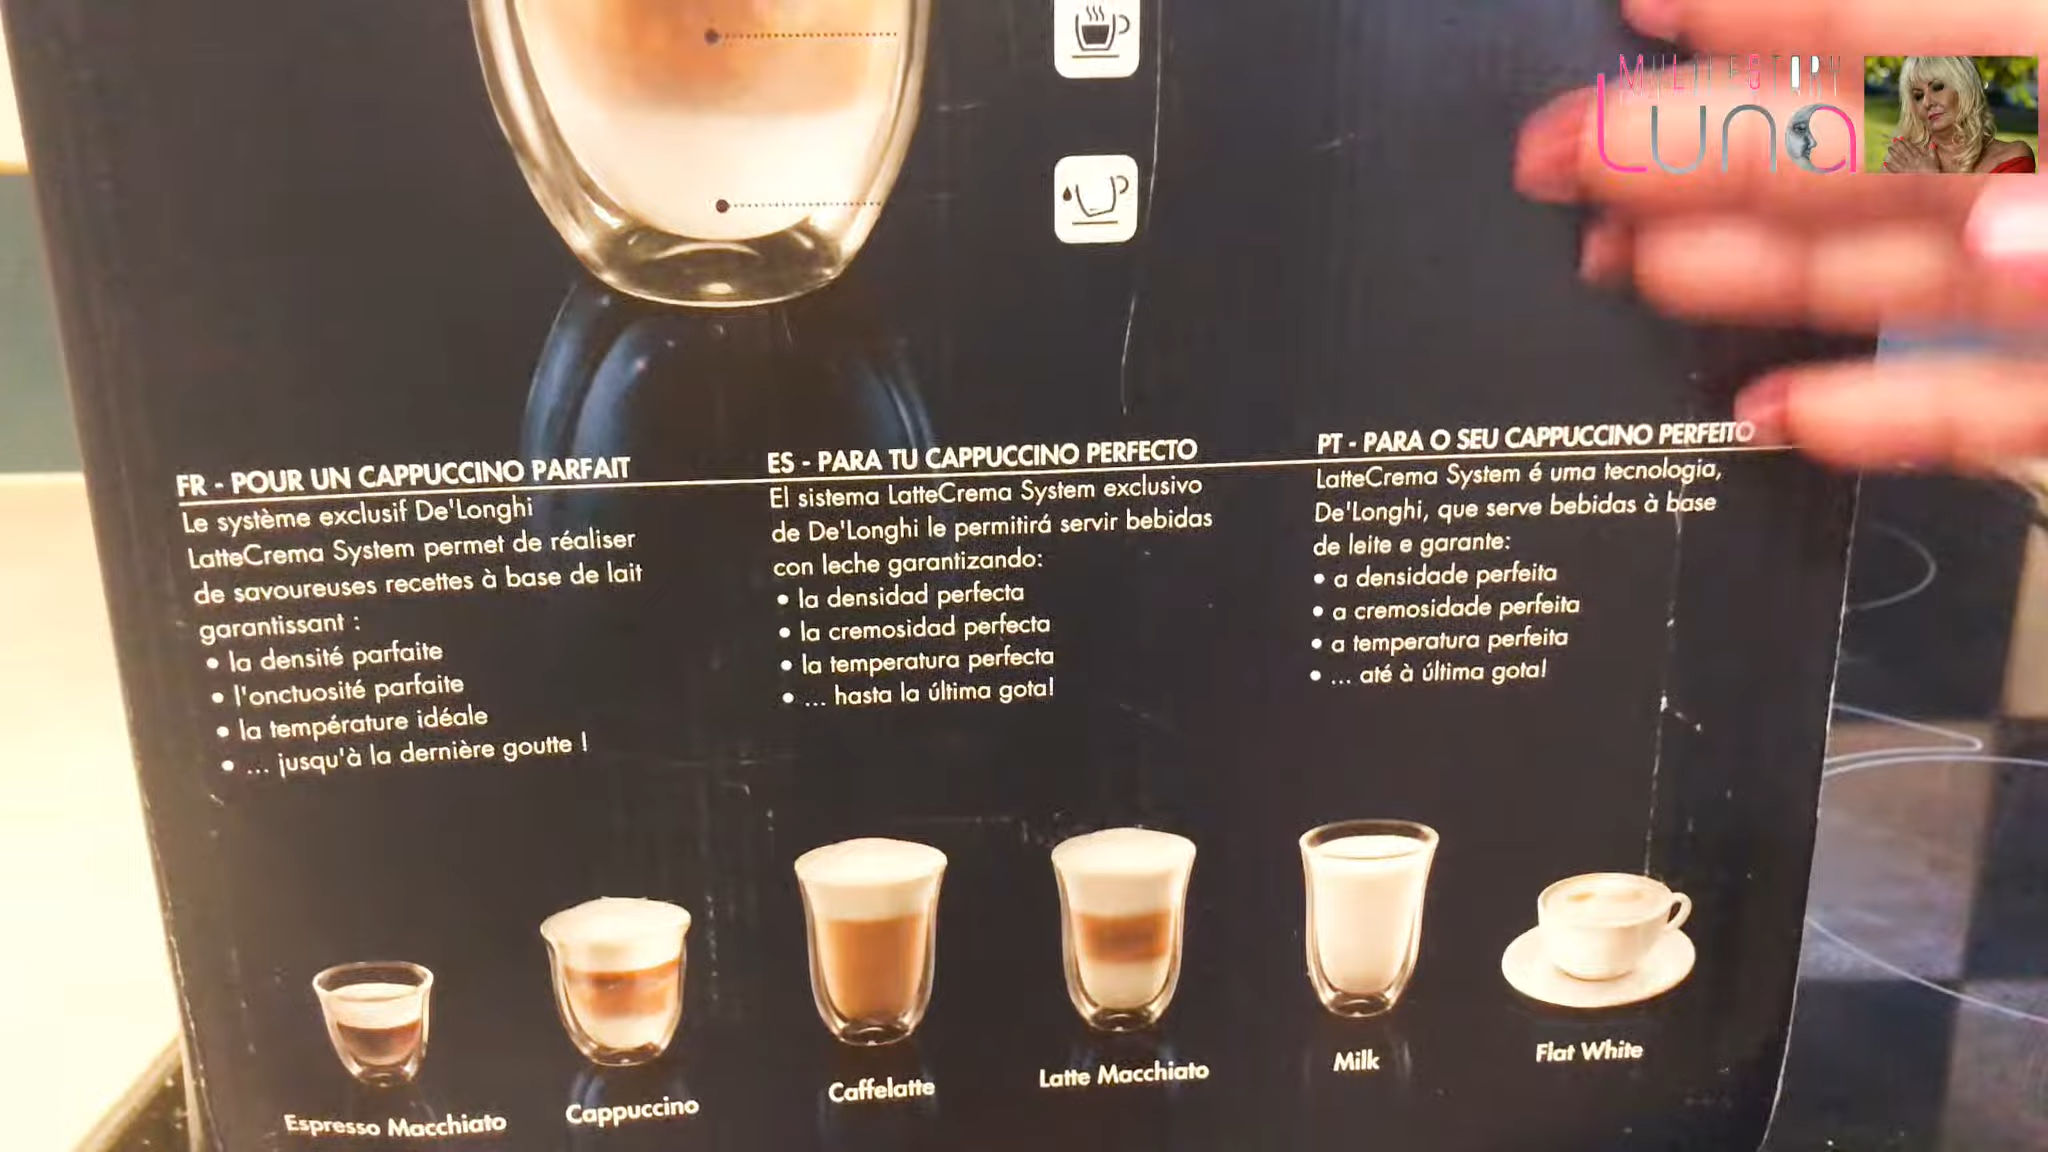 MULTI STORY
Luna
FR - POUR UN CAPPUCCINO PARFAIT
Le système exclusif De'Longhi
LatteCrema System permet de réaliser
de savoureuses recettes à base de lait
garantissant :
• la densité parfaite
• l'onctuosité parfaite
• la température idéale
• ... jusqu'à la dernière goutte !
ES - PARA TU CAPPUCCINO PERFECTO
El sistema LatteCrema System exclusivo
de De'Longhi le permitirá servir bebidas
con leche garantizando:
• la densidad perfecta
• la cremosidad perfecta
• la temperatura perfecta
• ... hasta la última gota!
PT - PARA O SEU CAPPUCCINO PERFEITO
LatteCrema System é uma tecnologia,
De'Longhi, que serve bebidas à base
de leite e garante:
• a densidade perfeita
• a cremosidade perfeita
• a temperatura perfeita
• ... até à última gota!
Espresso Macchiato
Cappuccino
Caffelatte
Latte Macchiato
Milk
Flat White